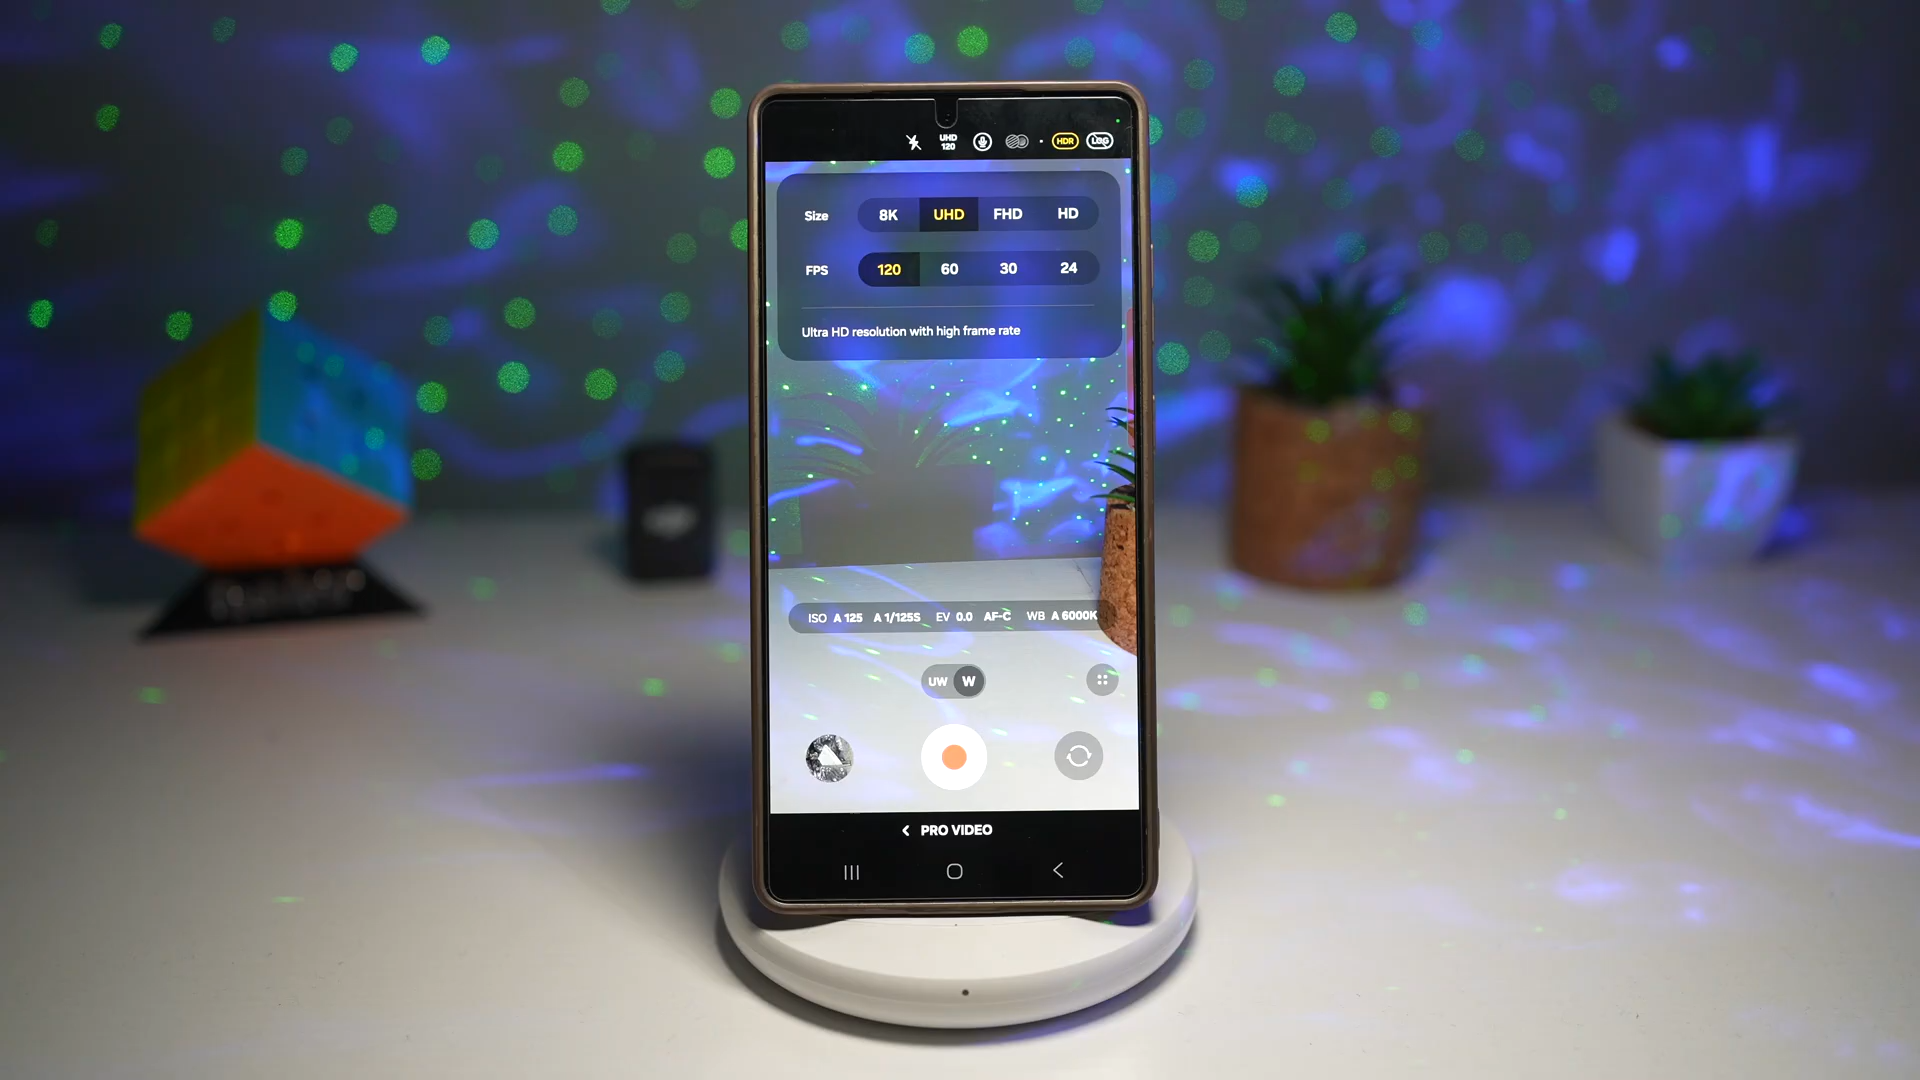 UHD
120
HDR
LOG
Size 8K UHD FHD HD
FPS 120 60 30 24
Ultra HD resolution with high frame rate
ISO A 125 A 1/125S EV 0.0 AF-C WB A 6000K
UW W
PRO VIDEO